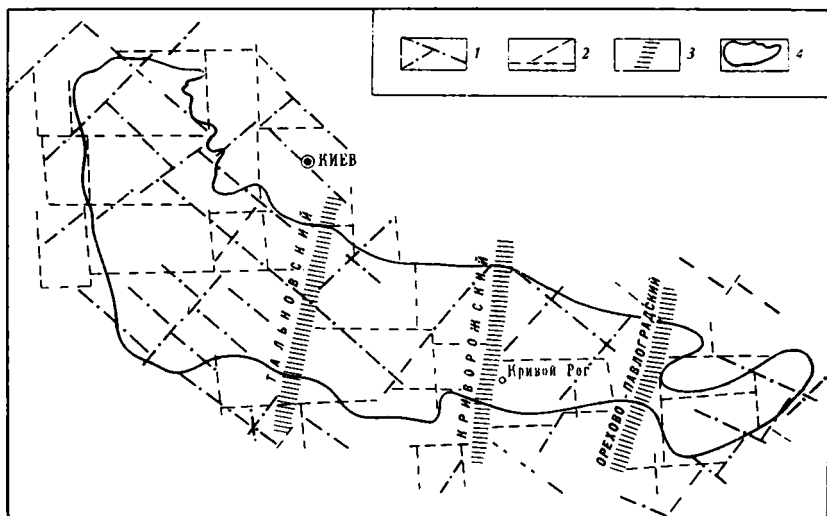 1
2
3
4
КИЕВ
ТАЛЬНОВСКИЙ
КРИВОРОЖСКИЙ
ОРЕХОВО ПАВЛОГРАДСКИЙ
Кривой Рог